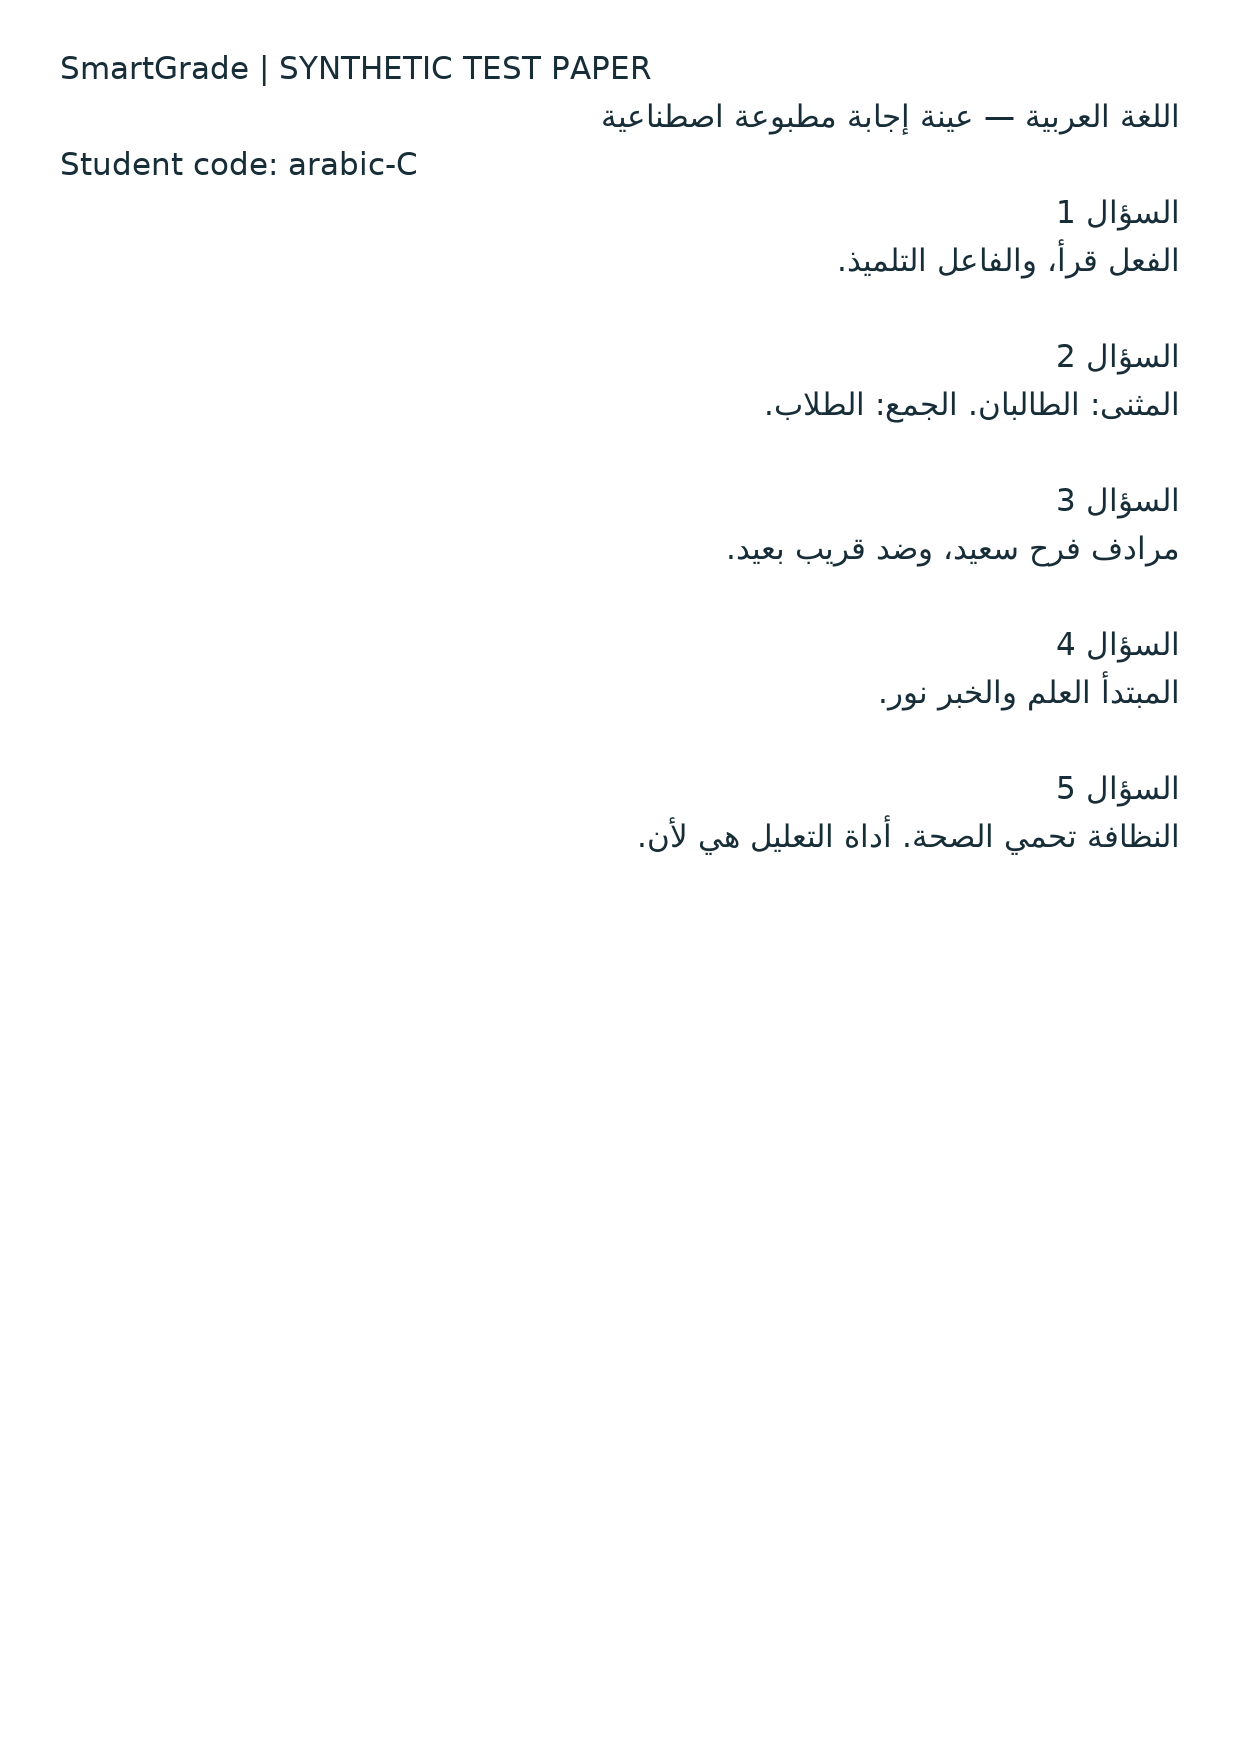 SmartGrade | SYNTHETIC TEST PAPER
اللغة العربية — عينة إجابة مطبوعة اصطناعية
Student code: arabic-C
السؤال 1
الفعل قرأ، والفاعل التلميذ.
السؤال 2
المثنى: الطالبان. الجمع: الطلاب.
السؤال 3
مرادف فرح سعيد، وضد قريب بعيد.
السؤال 4
المبتدأ العلم والخبر نور.
السؤال 5
النظافة تحمي الصحة. أداة التعليل هي لأن.